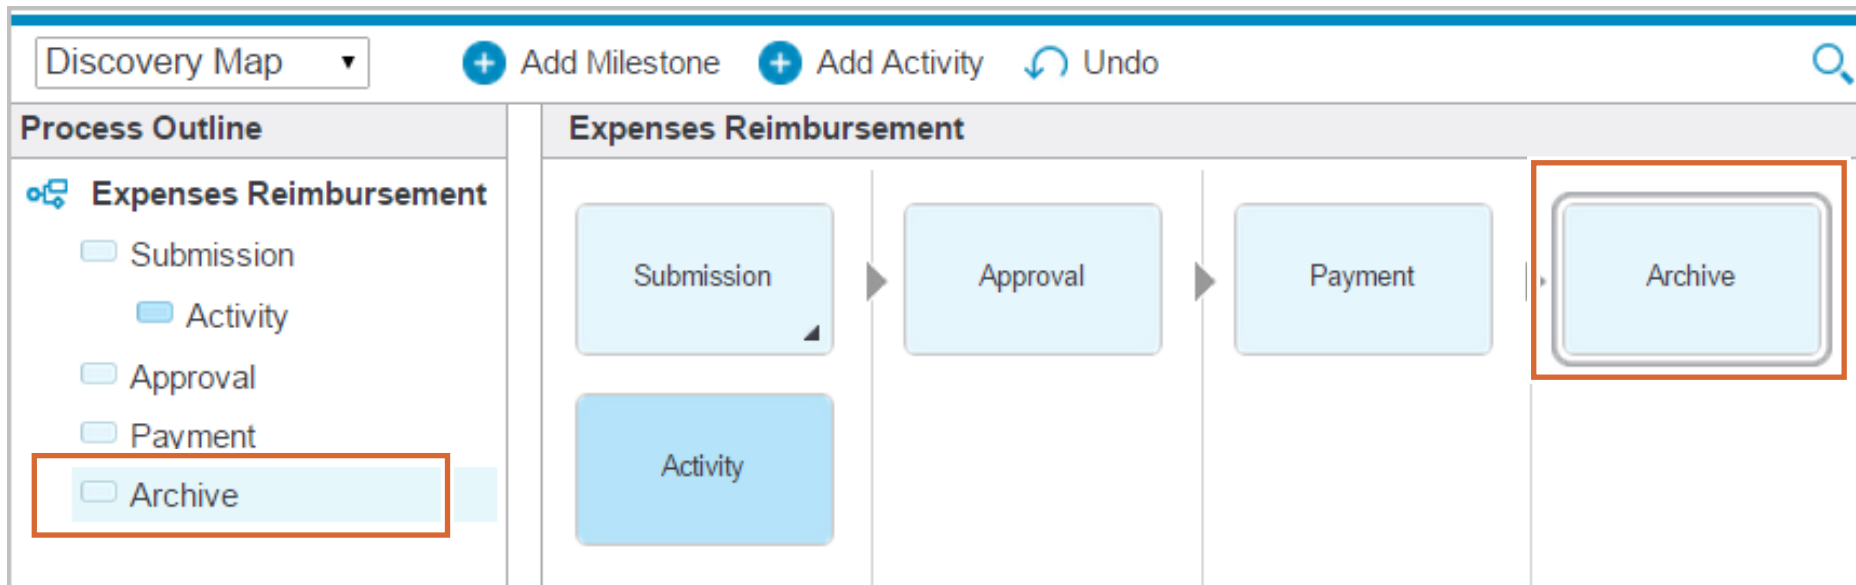 Discovery Map Add Milestone Add Activity Undo
Process Outline
Expenses Reimbursement
Submission
Activity
Approval
Payment
Archive
Expenses Reimbursement
Submission Approval Payment Archive
Activity